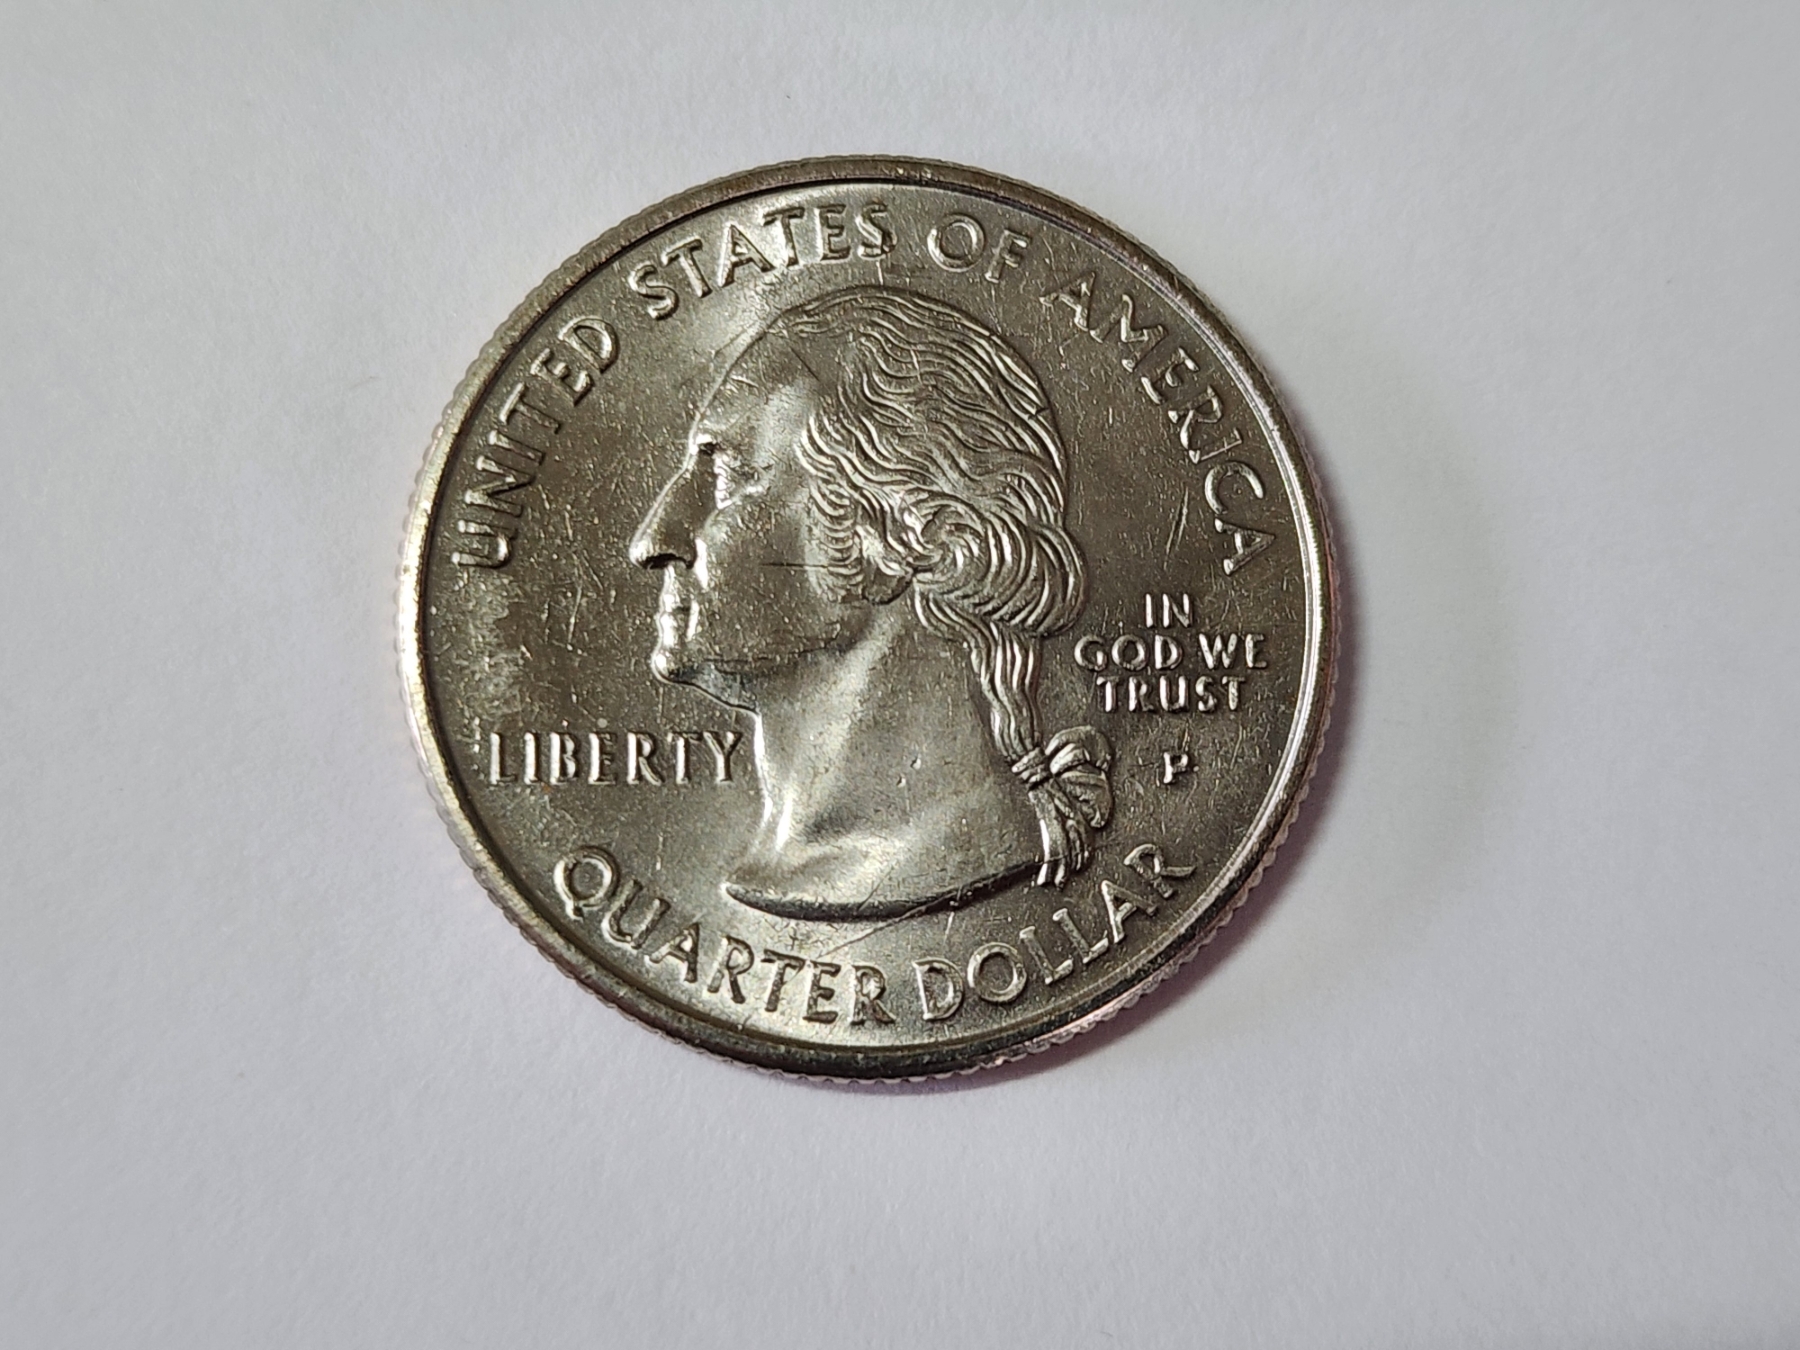 UNITED STATES OF AMERICA
IN
GOD WE
TRUST
LIBERTY
P
QUARTER DOLLAR